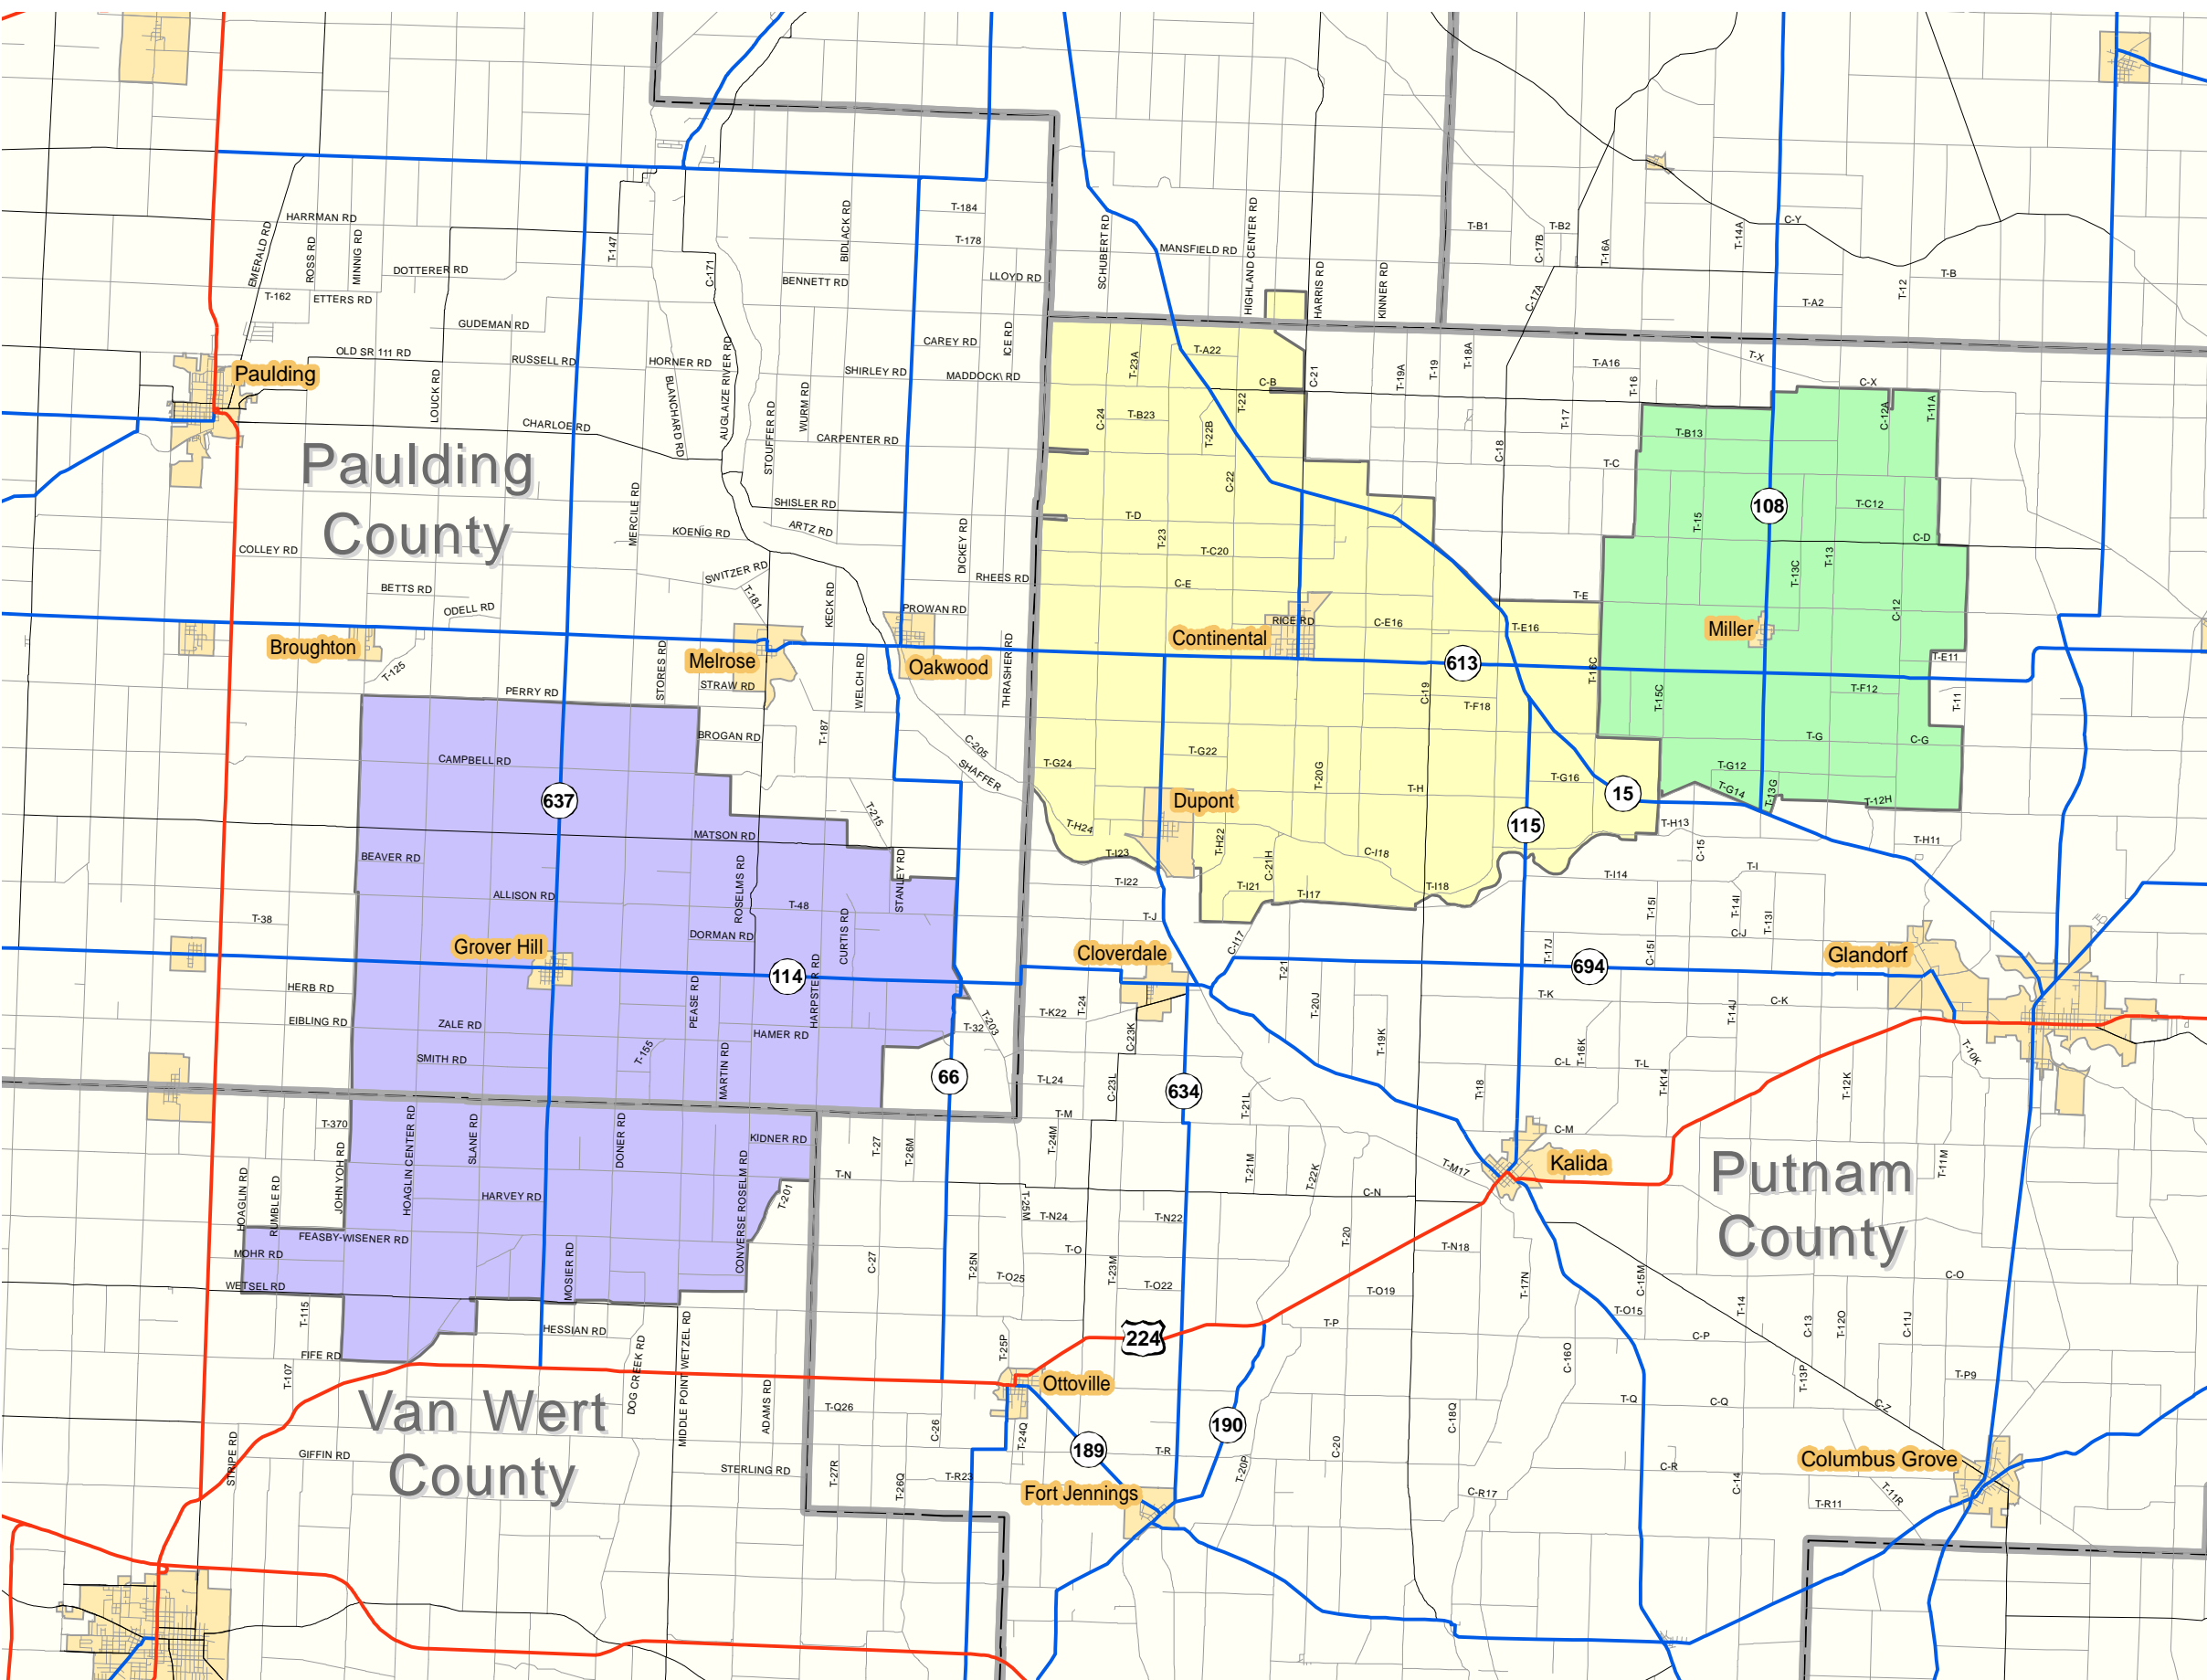 HARRMAN RD
EMERALD RD
ROSS RD
MINNIG RD
DOTTERER RD
T-162
ETTERS RD
T-147
C-171
BIDLACK RD
BENNETT RD
T-184
T-178
LLOYD RD
SCHUBERT RD
MANSFIELD RD
HIGHLAND CENTER RD
HARRIS RD
KINNER RD
T-B1
T-B2
C-17B
T-16A
C-17A
T-14A
C-Y
T-B
T-12
T-A2
GUDEMAN RD
OLD SR 111 RD
RUSSELL RD
LOUCK RD
HORNER RD
BLANCHARD RD
AUGLAIZE RIVER RD
CAREY RD
ICE RD
SHIRLEY RD
MADDOCK RD
WURM RD
STOUFFER RD
CARPENTER RD
CHARLOE RD
Paulding
Paulding
County
T-23A
T-A22
C-B
C-21
T-22
C-24
T-B23
T-22B
C-22
T-19A
T-19
T-18A
T-A16
T-16
T-17
C-18
T-C
T-X
C-X
C-12A
T-11A
T-B13
108
T-C12
T-15
C-D
T-13
T-13C
C-12
SHISLER RD
ARTZ RD
KOENIG RD
MERCILE RD
COLLEY RD
SWITZER RD
T-181
BETTS RD
ODELL RD
KECK RD
DICKEY RD
RHEES RD
PROWAN RD
T-D
T-23
T-C20
C-E
T-E
RICE RD
C-E16
T-E16
Continental
Miller
613
T-E11
T-F12
T-11
Broughton
Melrose
Oakwood
T-125
PERRY RD
STORES RD
STRAW RD
WELCH RD
THRASHER RD
T-187
BROGAN RD
C-205
SHAFFER
C-19
T-F18
T-16C
T-15C
T-G
C-G
T-G12
T-G14
T-13G
T-12H
T-G24
T-G22
T-20G
T-H
T-G16
15
CAMPBELL RD
637
T-215
MATSON RD
BEAVER RD
ALLISON RD
ROSELMS RD
T-48
STANLEY RD
CURTIS RD
DORMAN RD
Dupont
115
T-H24
T-H22
T-I23
T-I22
C-21H
C-I18
T-I21
T-I17
T-I18
T-H13
C-15
T-H11
T-I14
T-I
T-15I
T-14I
T-13I
C-J
C-15I
T-17J
T-38
Grover Hill
114
HARPSTER RD
PEASE RD
HERB RD
EIBLING RD
ZALE RD
HAMER RD
T-32
T-203
SMITH RD
T-155
MARTIN RD
66
T-J
Cloverdale
C-I17
T-21
694
Glandorf
T-K
C-K
T-K22
T-24
C-23K
T-20J
T-19K
T-14J
T-10K
C-L
T-16K
T-L
T-K14
T-12K
T-L24
C-23L
634
T-21L
T-18
T-M
T-24M
T-21M
T-22K
T-M17
C-M
Kalida
T-11M
C-N
Putnam
County
T-370
HOAGLIN RD
RUMBLE RD
JOHN YOH RD
HOAGLIN CENTER RD
SLANE RD
DONER RD
KIDNER RD
CONVERSE ROSELM RD
T-201
HARVEY RD
FEASBY-WISENER RD
MOHR RD
WETSEL RD
MOSIER RD
T-N
T-27
T-26M
C-27
T-25M
T-25N
T-N24
T-N22
T-O
T-O25
T-23M
T-O22
T-20
T-N18
T-O19
T-17N
C-15M
T-O15
C-O
T-14
C-13
T-12O
C-11J
T-115
FIFE RD
T-107
HESSIAN RD
DOG CREEK RD
MIDDLE POINT WETZEL RD
ADAMS RD
T-25P
224
T-P
C-P
C-16O
T-13P
T-P9
Van Wert
County
Ottoville
T-Q26
C-26
T-24Q
189
190
T-R
C-18Q
C-20
T-20P
T-Q
C-Q
C-Z
Columbus Grove
STRIPE RD
GIFFIN RD
STERLING RD
T-27R
T-26Q
T-R23
Fort Jennings
C-R17
C-R
C-14
T-11R
T-R11